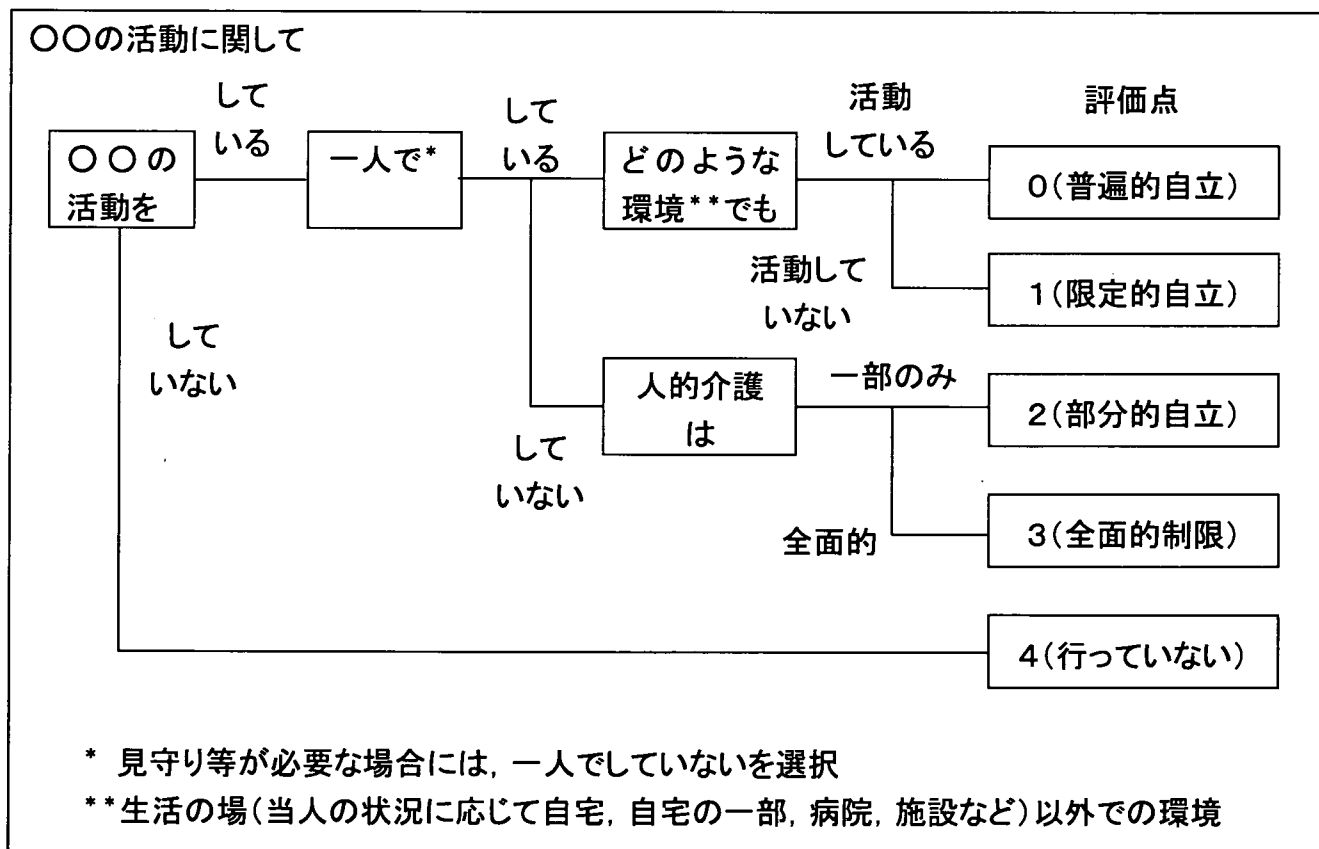 〇〇の活動に関して
して
いる
して
いる
活動
している
評価点
〇〇の
活動を
一人で*
どのような
環境**でも
0(普遍的自立)
活動して
いない
1(限定的自立)
して
いない
人的介護
は
一部のみ
2(部分的自立)
して
いない
全面的
3(全面的制限)
4(行っていない)
* 見守り等が必要な場合には, 一人でしていないを選択
**生活の場(当人の状況に応じて自宅, 自宅の一部, 病院, 施設など)以外での環境